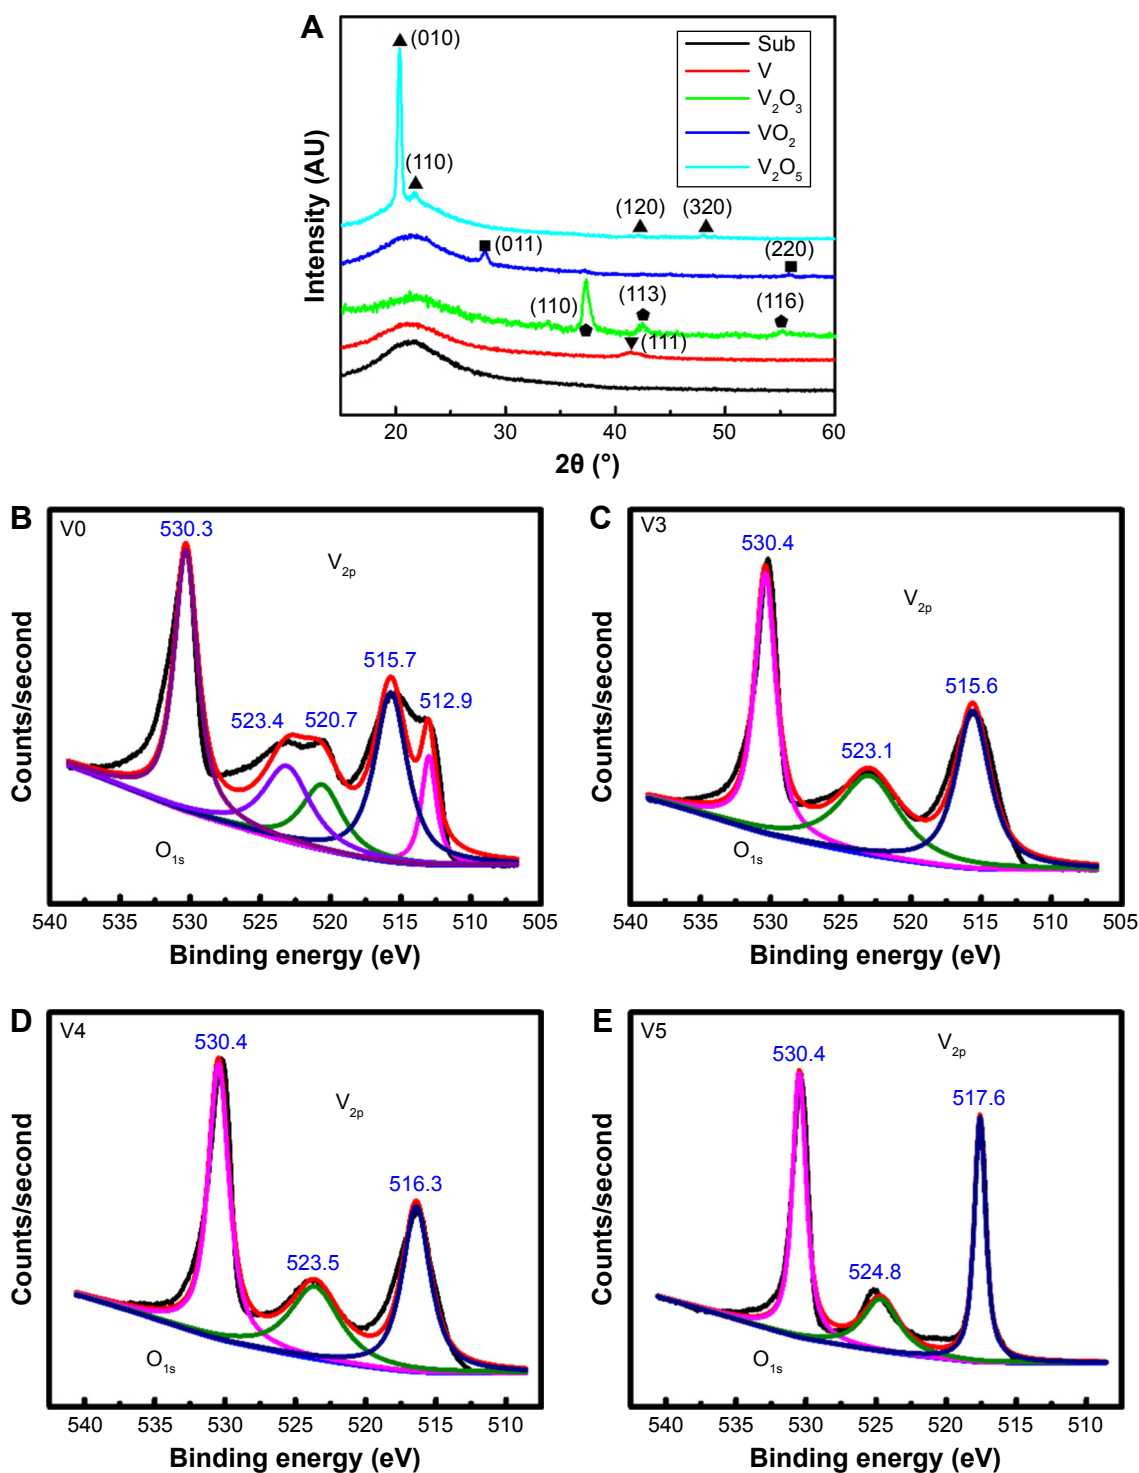 A
(010)
(110)
(120)
(320)
(011)
(220)
(110)
(113)
(116)
(111)
Sub
V
V₂O₃
VO₂
V₂O₅
Intensity (AU)
20
30
40
50
60
2θ (°)
B
V0
530.3
V₂ₚ
523.4
520.7
515.7
512.9
O₁ₛ
Counts/second
540 535 530 525 520 515 510 505
Binding energy (eV)
C
V3
530.4
V₂ₚ
523.1
515.6
O₁ₛ
Counts/second
540 535 530 525 520 515 510 505
Binding energy (eV)
D
V4
530.4
V₂ₚ
523.5
516.3
O₁ₛ
Counts/second
540 535 530 525 520 515 510
Binding energy (eV)
E
V5
530.4
V₂ₚ
524.8
517.6
O₁ₛ
Counts/second
540 535 530 525 520 515 510
Binding energy (eV)